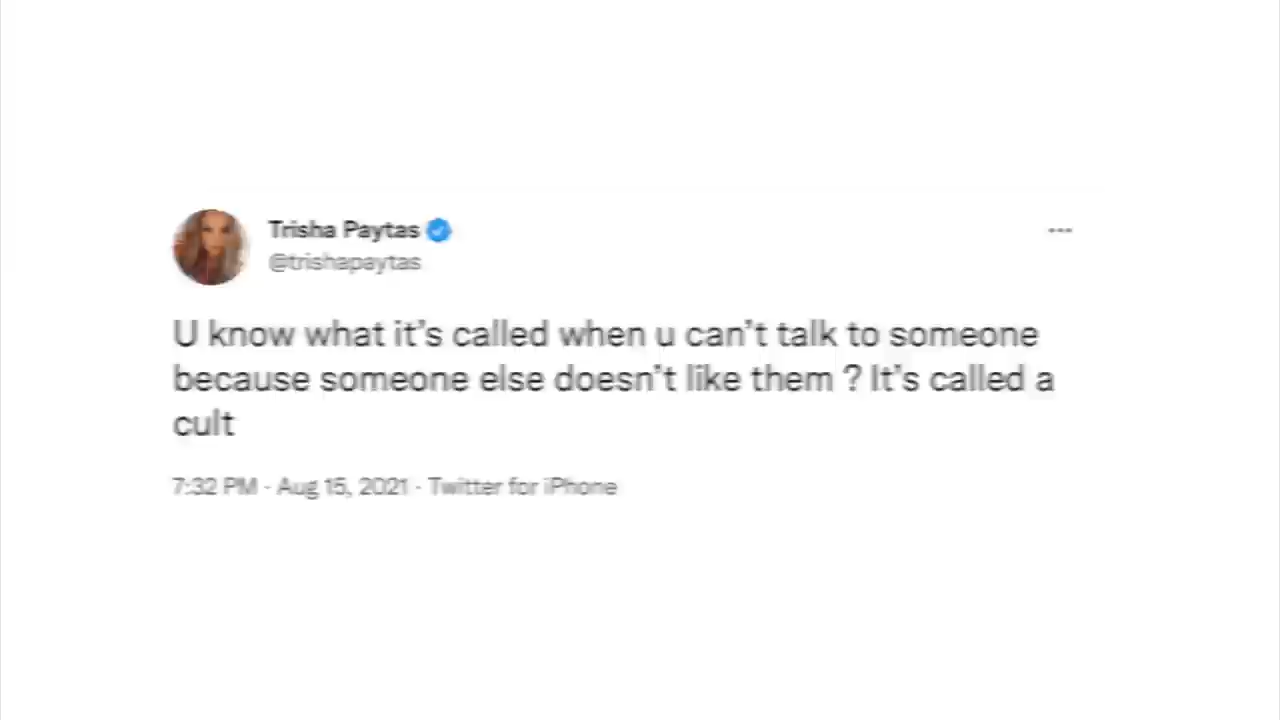 Trisha Paytas
@trishapaytas
U know what it's called when u can't talk to someone
because someone else doesn't like them ? It's called a
cult
7:32 PM · Aug 15, 2021 · Twitter for iPhone